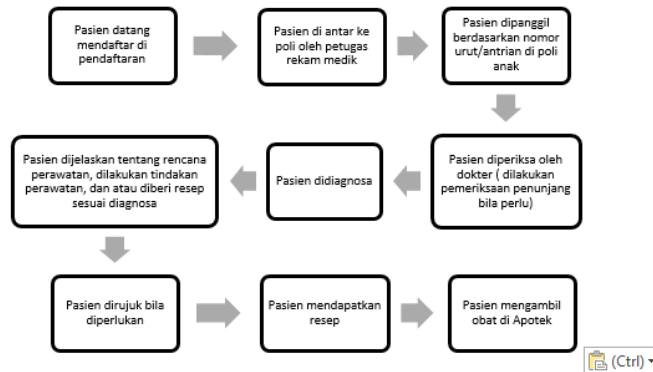 Pasien datang
mendaftar di
pendaftaran
Pasien di antar ke
poli oleh petugas
rekam medik
Pasien dipanggil
berdasarkan nomor
urut/antrian di poli
anak
Pasien diperiksa oleh
dokter ( dilakukan
pemeriksaan penunjang
bila perlu)
Pasien didiagnosa
Pasien dijelaskan tentang rencana
perawatan, dilakukan tindakan
perawatan, dan atau diberi resep
sesuai diagnosa
Pasien dirujuk bila
diperlukan
Pasien mendapatkan
resep
Pasien mengambil
obat di Apotek
(Ctrl)